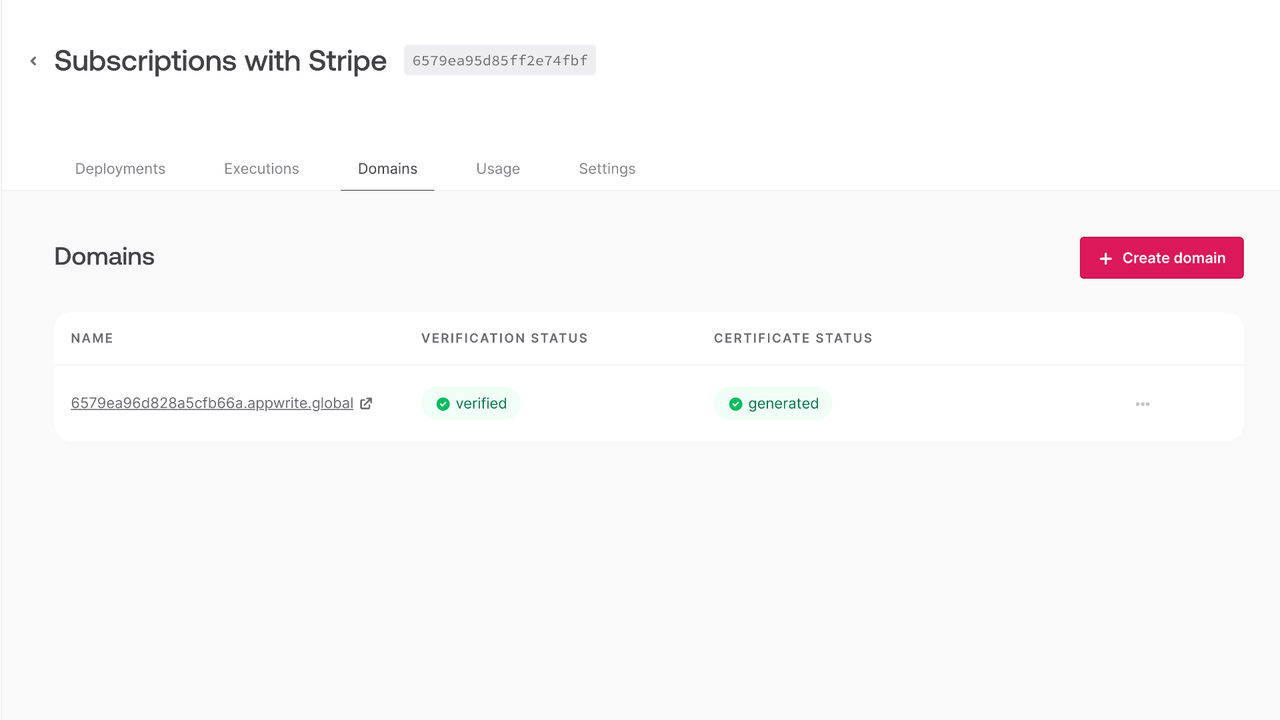 Subscriptions with Stripe 6579ea95d85ff2e74fbf
Deployments Executions Domains Usage Settings
Domains
Create domain
NAME VERIFICATION STATUS CERTIFICATE STATUS
6579ea96d828a5cfb66a.appwrite.global verified generated